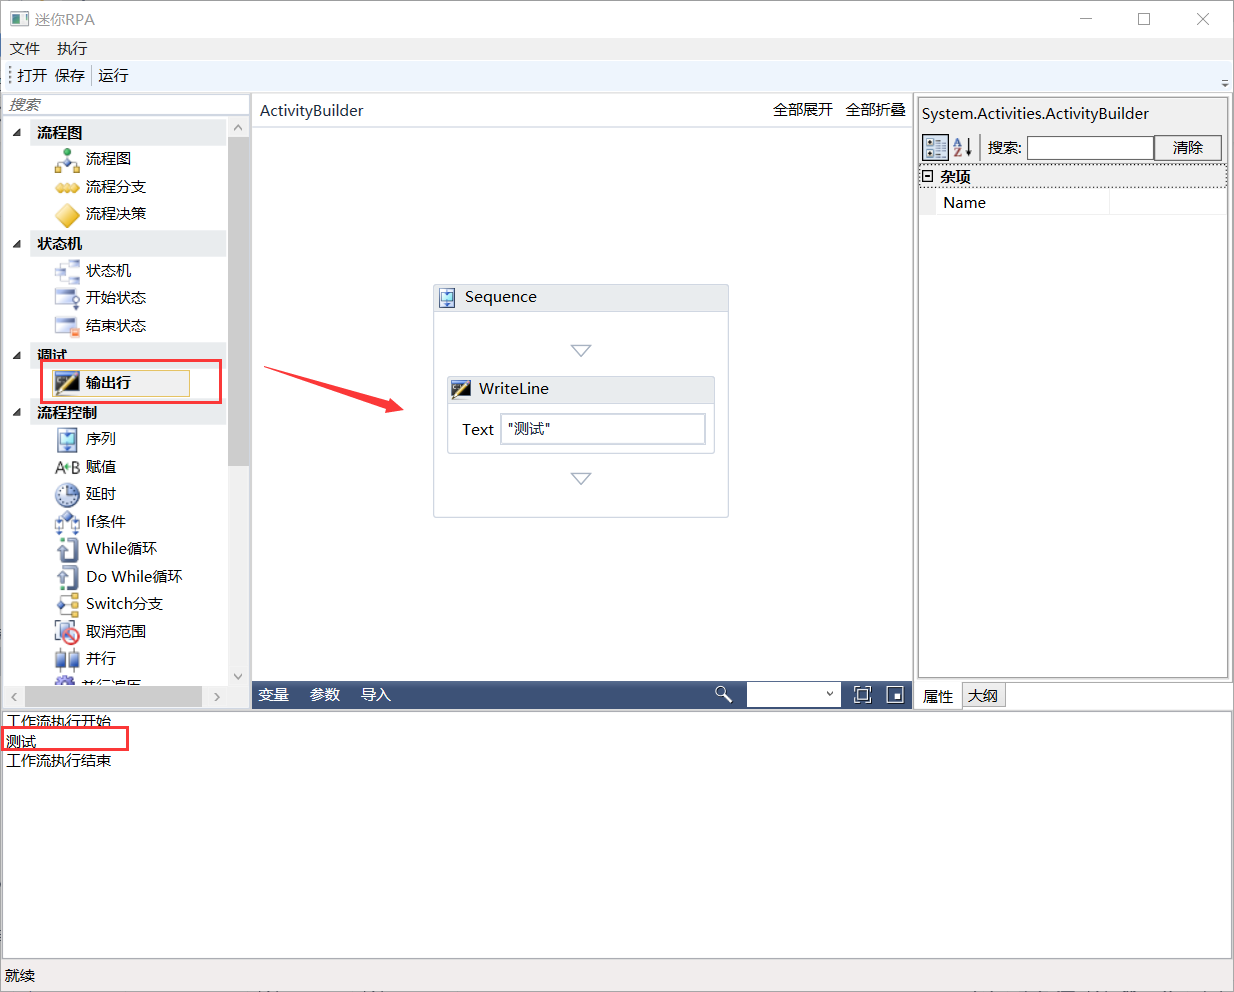 迷你RPA
文件 执行
打开 保存 运行
搜索
流程图
流程图
流程分支
流程决策
状态机
状态机
开始状态
结束状态
调试
输出行
流程控制
序列
A←B 赋值
延时
If条件
While循环
Do While循环
Switch分支
取消范围
并行
并行遍历
ActivityBuilder
全部展开 全部折叠
Sequence
WriteLine
Text "测试"
变量 参数 导入
System.Activities.ActivityBuilder
搜索: 清除
杂项
Name
属性 大纲
工作流执行开始
测试
工作流执行结束
就续